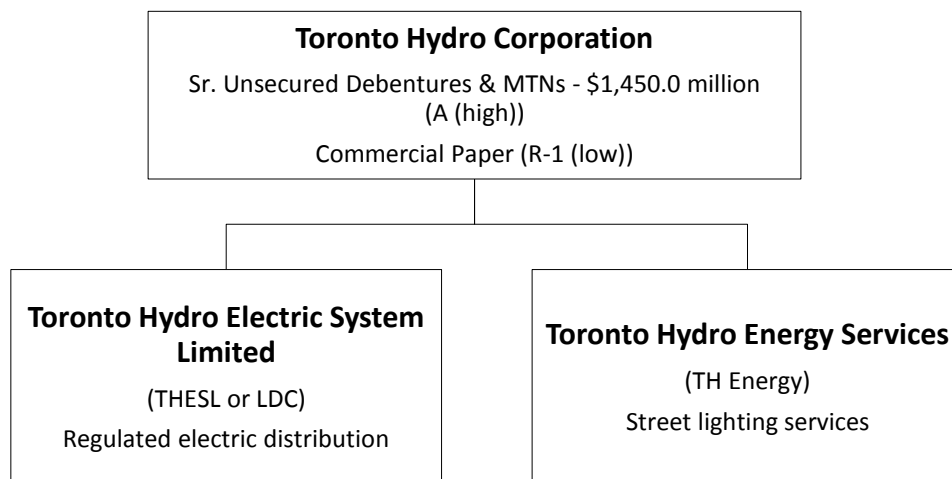 Toronto Hydro Corporation
Sr. Unsecured Debentures & MTNs - $1,450.0 million
(A (high))
Commercial Paper (R-1 (low))
Toronto Hydro Electric System
Limited
(THESL or LDC)
Regulated electric distribution
Toronto Hydro Energy Services
(TH Energy)
Street lighting services